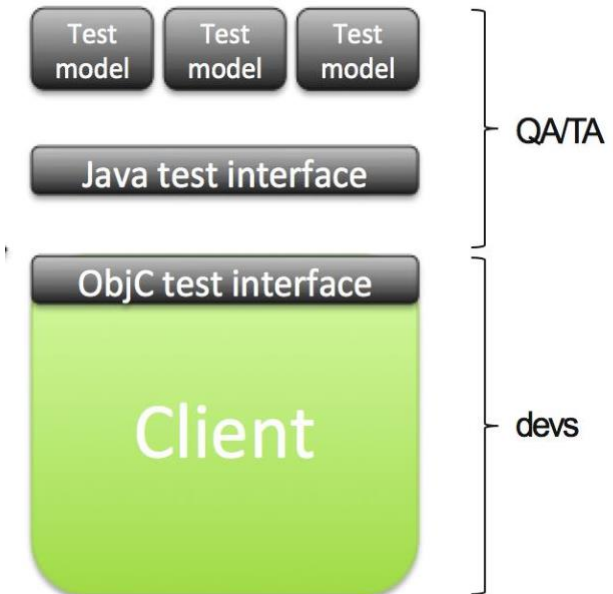 Test Test Test
model model model
QA/TA
Java test interface
ObjC test interface
Client
devs